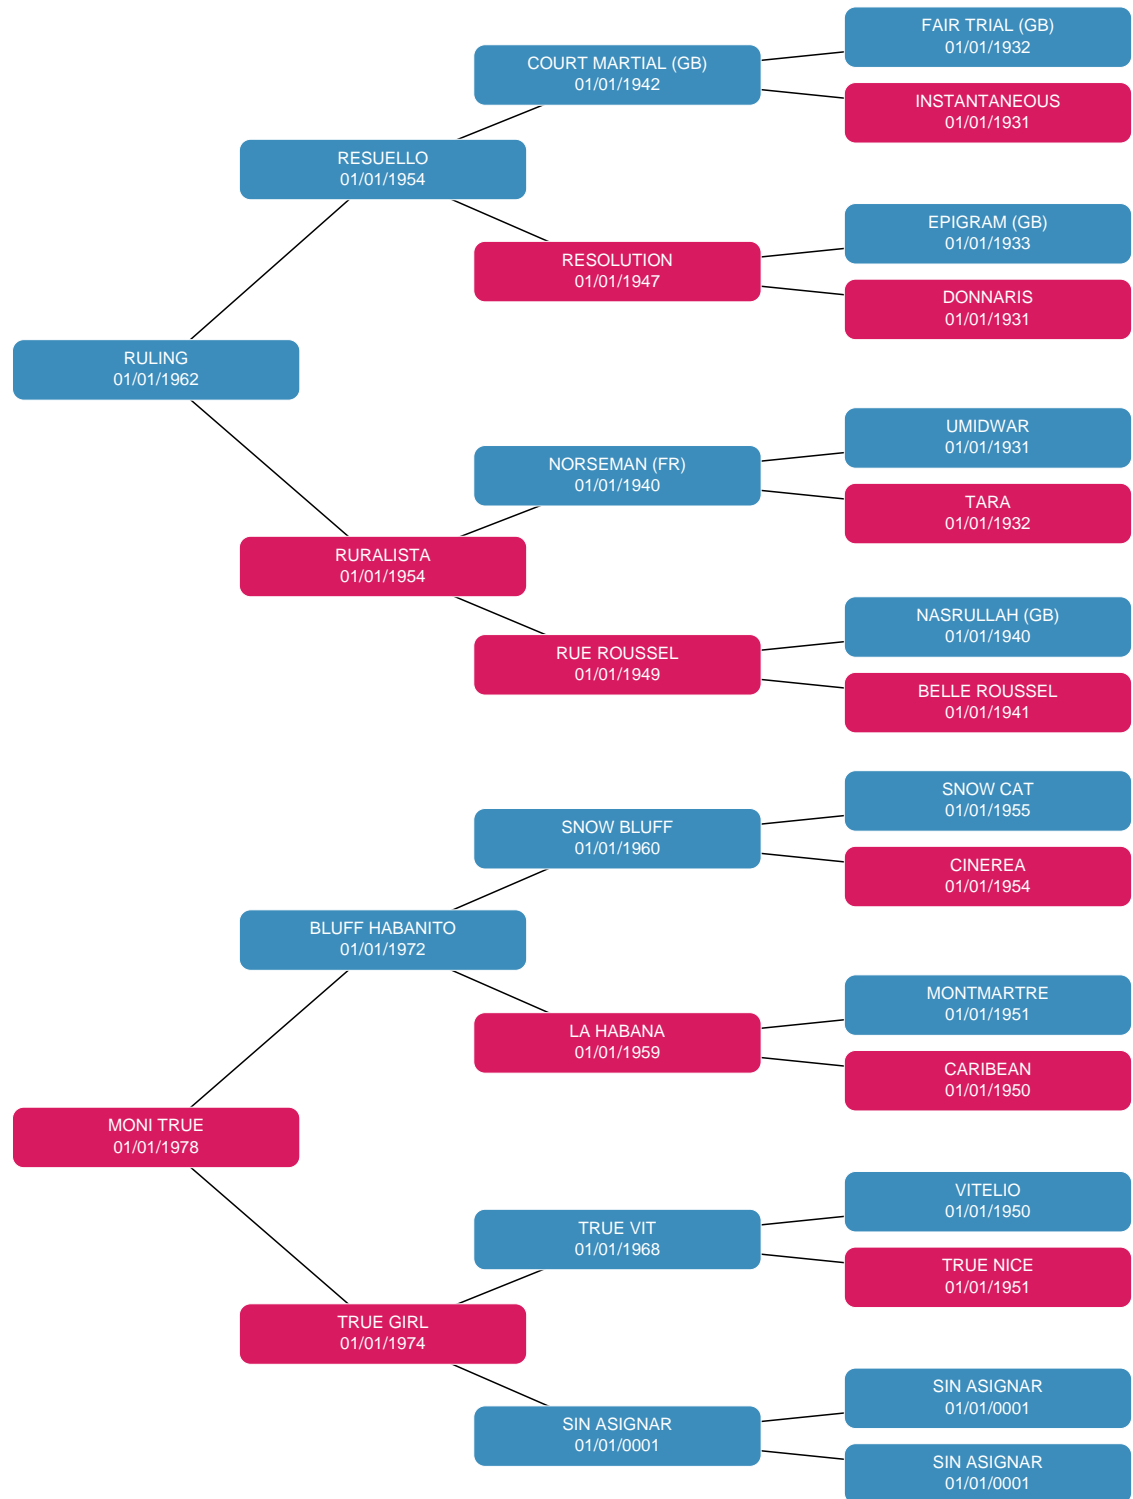 FAIR TRIAL (GB)
01/01/1932
COURT MARTIAL (GB)
01/01/1942
INSTANTANEOUS
01/01/1931
RESUELLO
01/01/1954
EPIGRAM (GB)
01/01/1933
RESOLUTION
01/01/1947
DONNARIS
01/01/1931
RULING
01/01/1962
UMIDWAR
01/01/1931
NORSEMAN (FR)
01/01/1940
TARA
01/01/1932
RURALISTA
01/01/1954
NASRULLAH (GB)
01/01/1940
RUE ROUSSEL
01/01/1949
BELLE ROUSSEL
01/01/1941
SNOW CAT
01/01/1955
SNOW BLUFF
01/01/1960
CINEREA
01/01/1954
BLUFF HABANITO
01/01/1972
MONTMARTRE
01/01/1951
LA HABANA
01/01/1959
CARIBEAN
01/01/1950
MONI TRUE
01/01/1978
VITELIO
01/01/1950
TRUE VIT
01/01/1968
TRUE NICE
01/01/1951
TRUE GIRL
01/01/1974
SIN ASIGNAR
01/01/0001
SIN ASIGNAR
01/01/0001
SIN ASIGNAR
01/01/0001